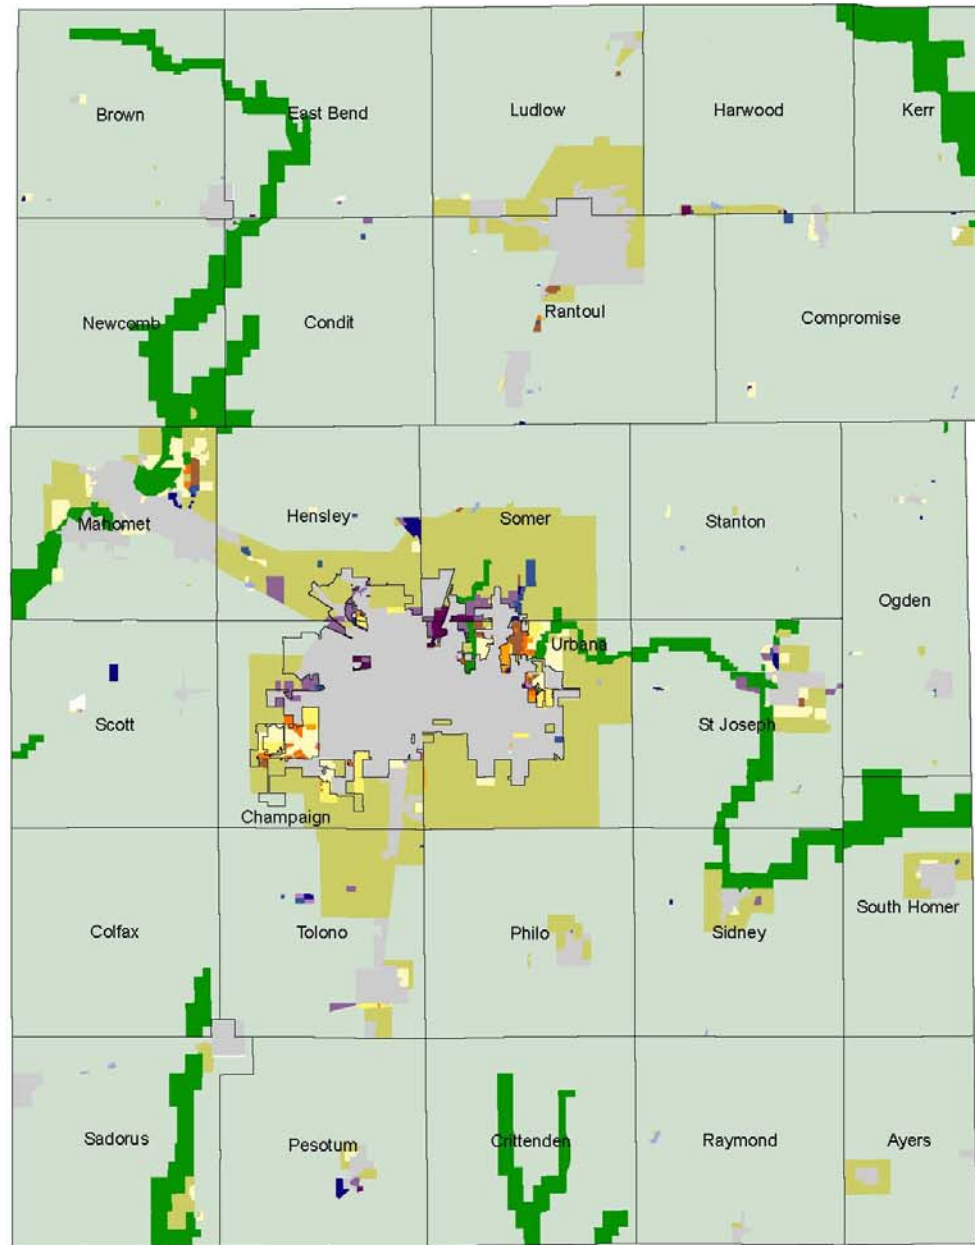 Brown
East Bend
Ludlow
Harwood
Kerr
Newcomb
Condit
Rantoul
Compromise
Mahomet
Hensley
Somer
Stanton
Ogden
Scott
Urbana
St Joseph
Champaign
Colfax
Tolono
Philo
Sidney
South Homer
Sadorus
Pesotum
Crittenden
Raymond
Ayers